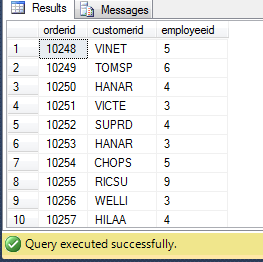 Results Messages
orderid customerid employeeid
1 10248 VINET 5
2 10249 TOMSP 6
3 10250 HANAR 4
4 10251 VICTE 3
5 10252 SUPRD 4
6 10253 HANAR 3
7 10254 CHOPS 5
8 10255 RICSU 9
9 10256 WELLI 3
10 10257 HILAA 4
Query executed successfully.